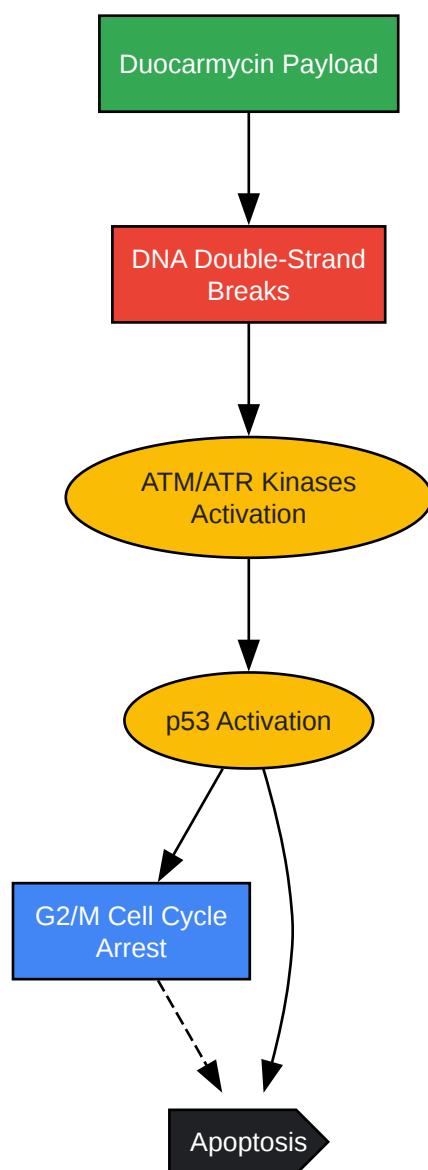 Duocarmycin Payload
DNA Double-Strand
Breaks
ATM/ATR Kinases
Activation
p53 Activation
G2/M Cell Cycle
Arrest
Apoptosis